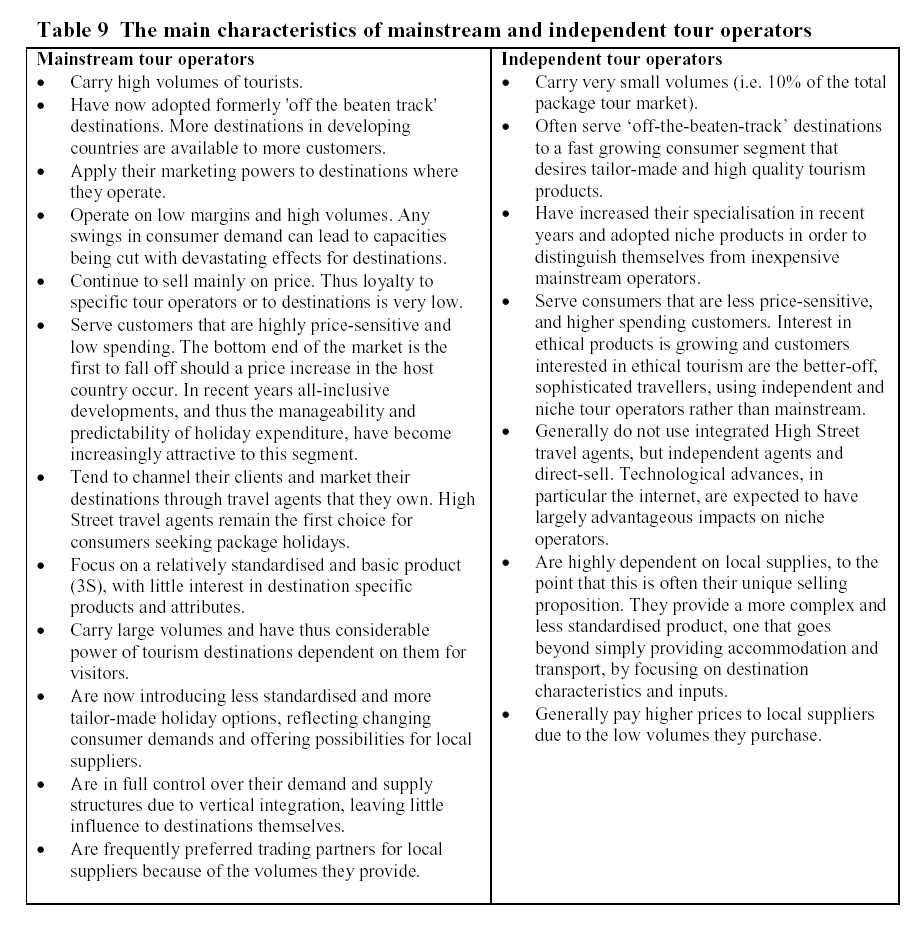 Table 9  The main characteristics of mainstream and independent tour operators
Mainstream tour operators
• Carry high volumes of tourists.
• Have now adopted formerly 'off the beaten track'
destinations. More destinations in developing
countries are available to more customers.
• Apply their marketing powers to destinations where
they operate.
• Operate on low margins and high volumes. Any
swings in consumer demand can lead to capacities
being cut with devastating effects for destinations.
• Continue to sell mainly on price. Thus loyalty to
specific tour operators or to destinations is very low.
• Serve customers that are highly price-sensitive and
low spending. The bottom end of the market is the
first to fall off should a price increase in the host
country occur. In recent years all-inclusive
developments, and thus the manageability and
predictability of holiday expenditure, have become
increasingly attractive to this segment.
• Tend to channel their clients and market their
destinations through travel agents that they own. High
Street travel agents remain the first choice for
consumers seeking package holidays.
• Focus on a relatively standardised and basic product
(3S), with little interest in destination specific
products and attributes.
• Carry large volumes and have thus considerable
power of tourism destinations dependent on them for
visitors.
• Are now introducing less standardised and more
tailor-made holiday options, reflecting changing
consumer demands and offering possibilities for local
suppliers.
• Are in full control over their demand and supply
structures due to vertical integration, leaving little
influence to destinations themselves.
• Are frequently preferred trading partners for local
suppliers because of the volumes they provide.
Independent tour operators
• Carry very small volumes (i.e. 10% of the total
package tour market).
• Often serve ‘off-the-beaten-track’ destinations
to a fast growing consumer segment that
desires tailor-made and high quality tourism
products.
• Have increased their specialisation in recent
years and adopted niche products in order to
distinguish themselves from inexpensive
mainstream operators.
• Serve consumers that are less price-sensitive,
and higher spending customers. Interest in
ethical products is growing and customers
interested in ethical tourism are the better-off,
sophisticated travellers, using independent and
niche tour operators rather than mainstream.
• Generally do not use integrated High Street
travel agents, but independent agents and
direct-sell. Technological advances, in
particular the internet, are expected to have
largely advantageous impacts on niche
operators.
• Are highly dependent on local supplies, to the
point that this is often their unique selling
proposition. They provide a more complex and
less standardised product, one that goes
beyond simply providing accommodation and
transport, by focusing on destination
characteristics and inputs.
• Generally pay higher prices to local suppliers
due to the low volumes they purchase.